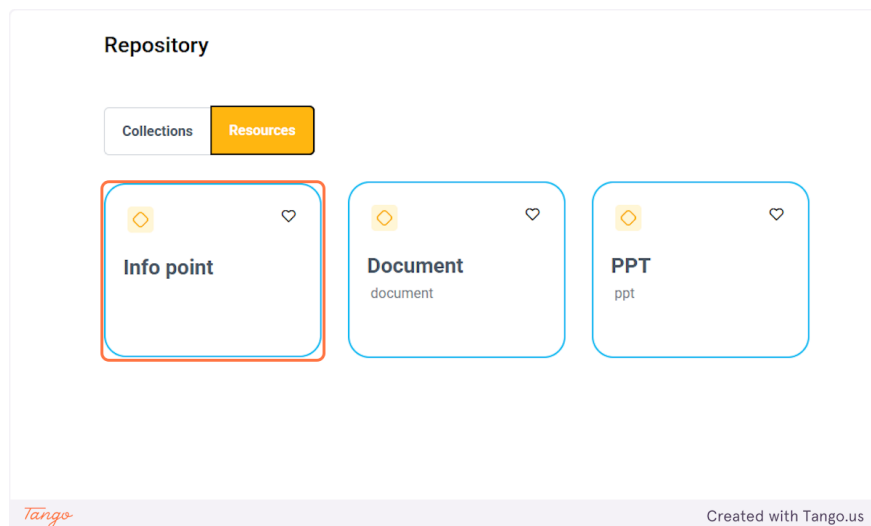 Repository
Collections Resources
Info point
Document
document
PPT
ppt
Tango
Created with Tango.us